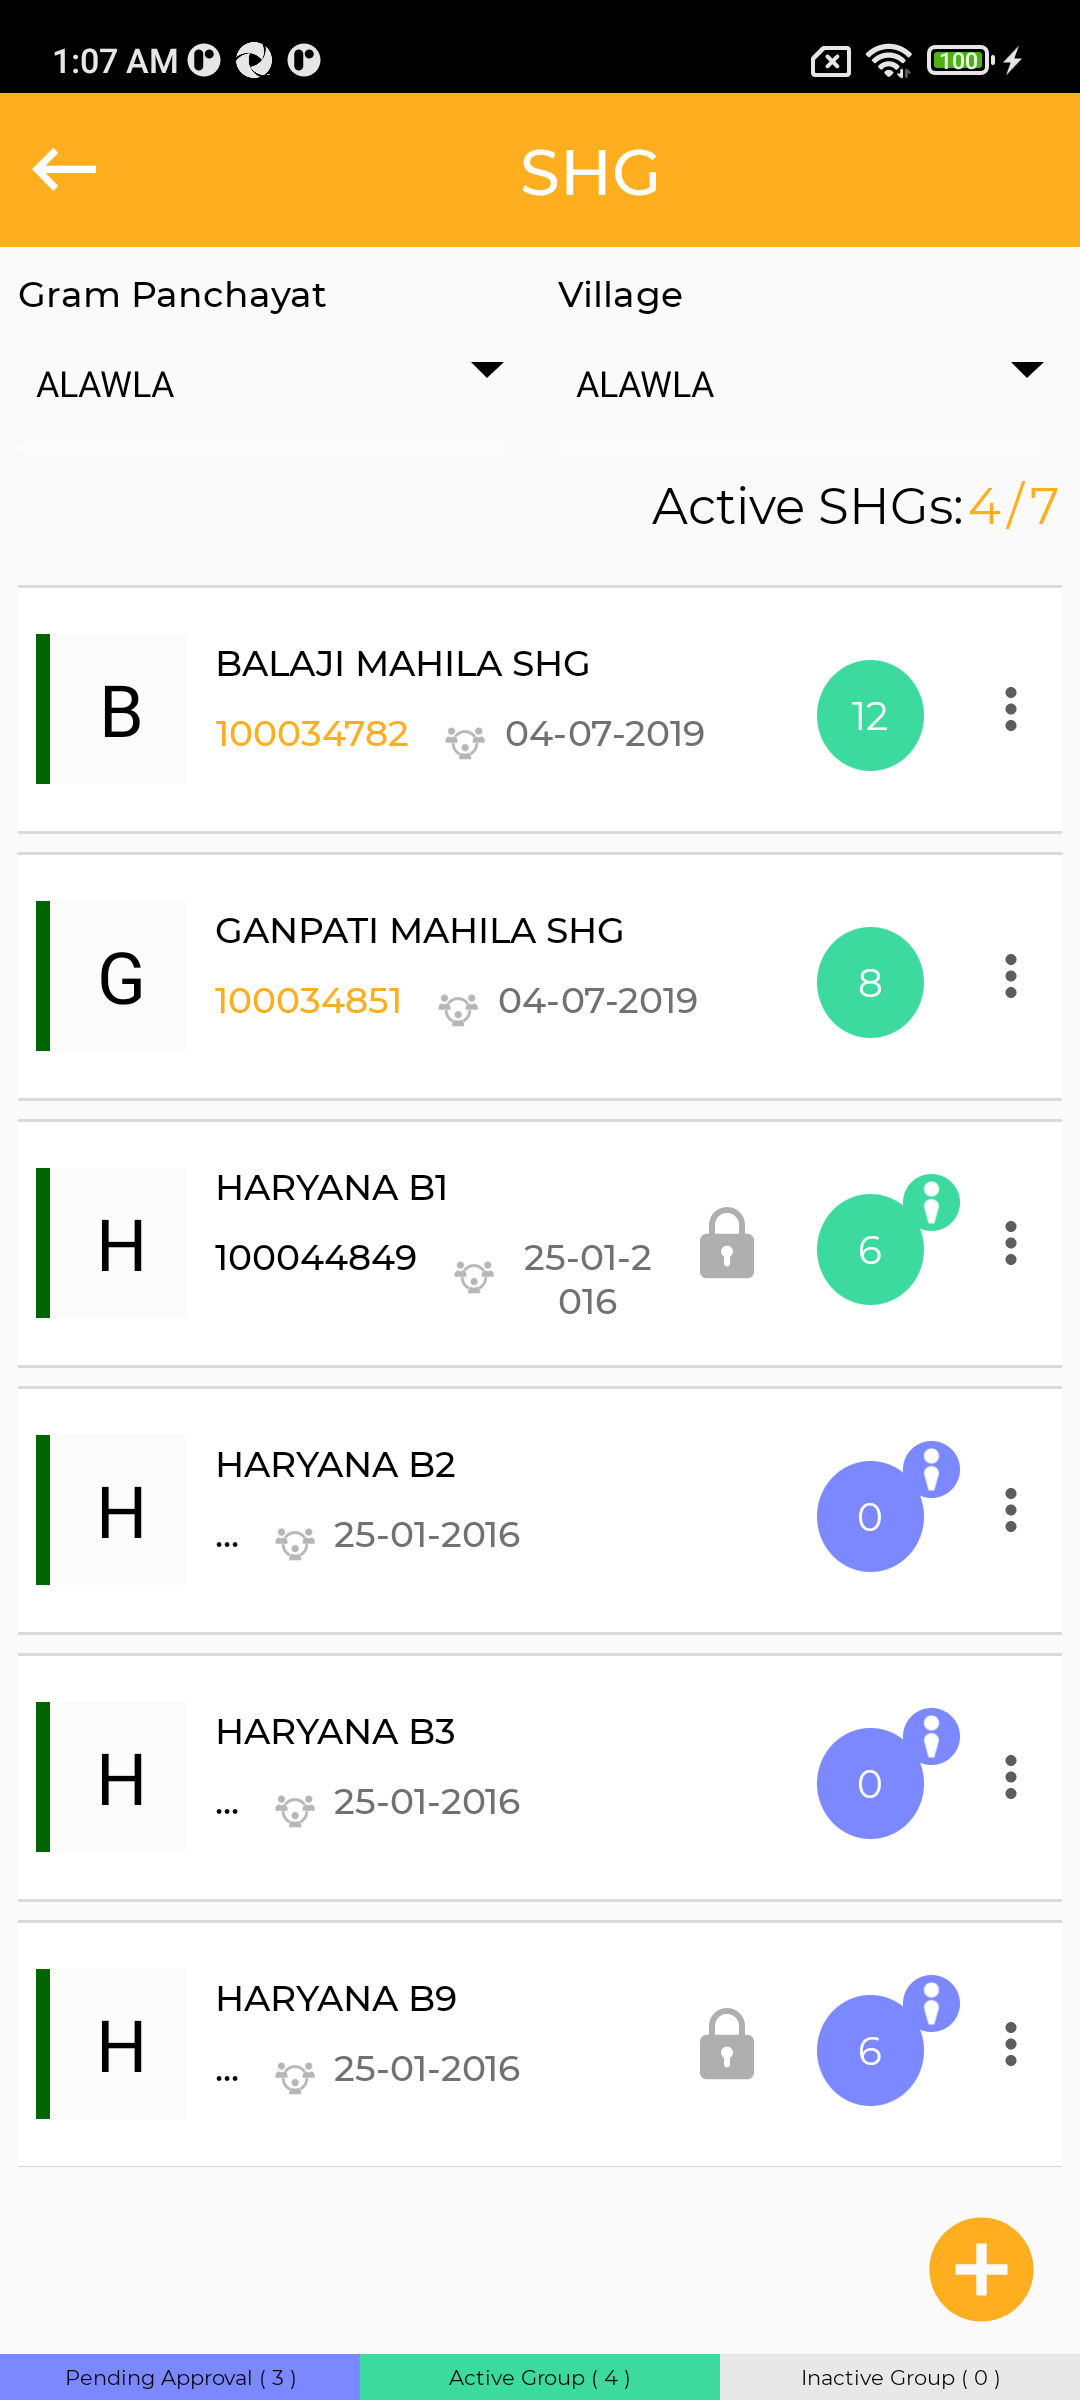 1:07 AM
100
SHG
Gram Panchayat
Village
ALAWLA
ALAWLA
Active SHGs: 4/7
B
BALAJI MAHILA SHG
100034782
04-07-2019
12
G
GANPATI MAHILA SHG
100034851
04-07-2019
8
H
HARYANA B1
100044849
25-01-2
016
6
H
HARYANA B2
...
25-01-2016
0
H
HARYANA B3
...
25-01-2016
0
H
HARYANA B9
...
25-01-2016
6
Pending Approval ( 3 )
Active Group ( 4 )
Inactive Group ( 0 )